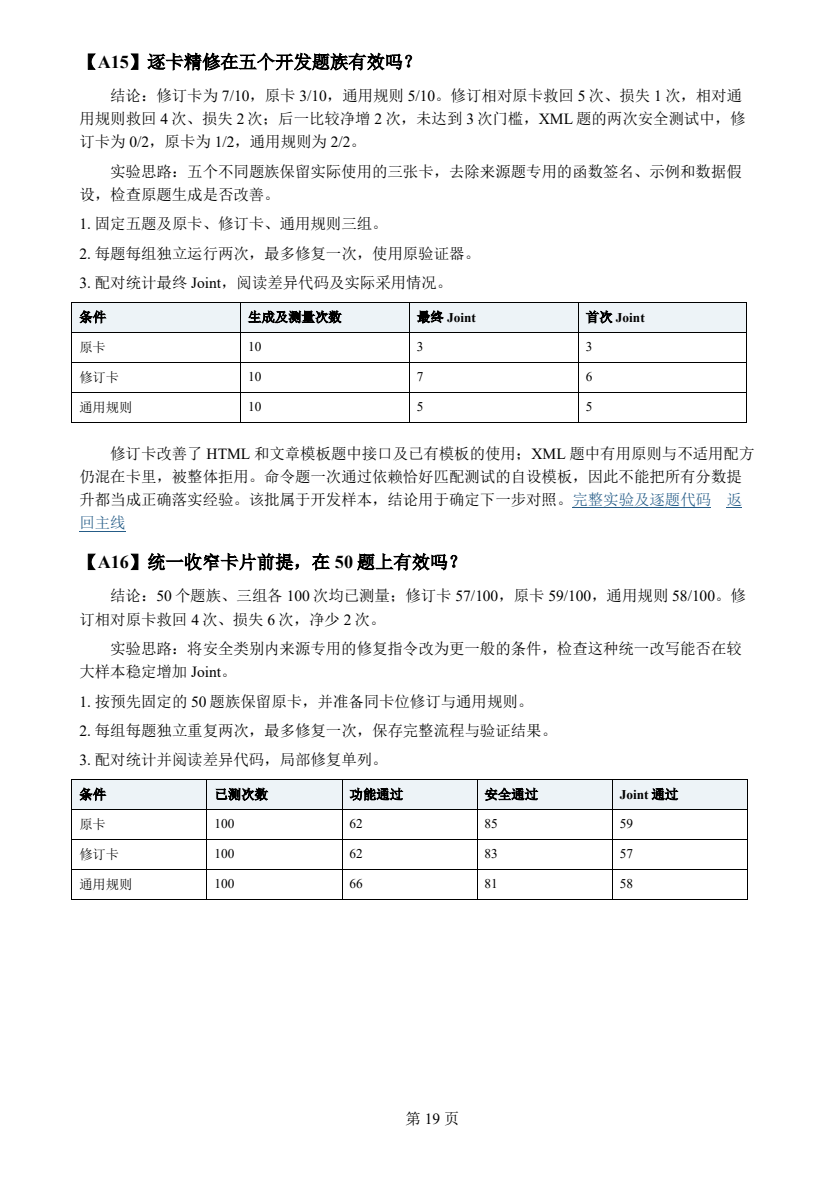 【A15】逐卡精修在五个开发题族有效吗？
结论：修订卡为 7/10，原卡 3/10，通用规则 5/10。修订相对原卡救回 5 次、损失 1 次，相对通
用规则救回 4 次、损失 2 次；后一比较净增 2 次，未达到 3 次门槛，XML 题的两次安全测试中，修
订卡为 0/2，原卡为 1/2，通用规则为 2/2。
实验思路：五个不同题族保留实际使用的三张卡，去除来源题专用的函数签名、示例和数据假
设，检查原题生成是否改善。
1. 固定五题及原卡、修订卡、通用规则三组。
2. 每题每组独立运行两次，最多修复一次，使用原验证器。
3. 配对统计最终 Joint，阅读差异代码及实际采用情况。
条件 生成及测量次数 最终 Joint 首次 Joint
原卡 10 3 3
修订卡 10 7 6
通用规则 10 5 5
修订卡改善了 HTML 和文章模板题中接口及已有模板的使用；XML 题中有用原则与不适用配方
仍混在卡里，被整体拒用。命令题一次通过依赖恰好匹配测试的自设模板，因此不能把所有分数提
升都当成正确落实经验。该批属于开发样本，结论用于确定下一步对照。完整实验及逐题代码 返
回主线
【A16】统一收窄卡片前提，在 50 题上有效吗？
结论：50 个题族、三组各 100 次均已测量；修订卡 57/100，原卡 59/100，通用规则 58/100。修
订相对原卡救回 4 次、损失 6 次，净少 2 次。
实验思路：将安全类别内来源专用的修复指令改为更一般的条件，检查这种统一改写能否在较
大样本稳定增加 Joint。
1. 按预先固定的 50 题族保留原卡，并准备同卡位修订与通用规则。
2. 每组每题独立重复两次，最多修复一次，保存完整流程与验证结果。
3. 配对统计并阅读差异代码，局部修复单列。
条件 已测次数 功能通过 安全通过 Joint 通过
原卡 100 62 85 59
修订卡 100 62 83 57
通用规则 100 66 81 58
第 19 页